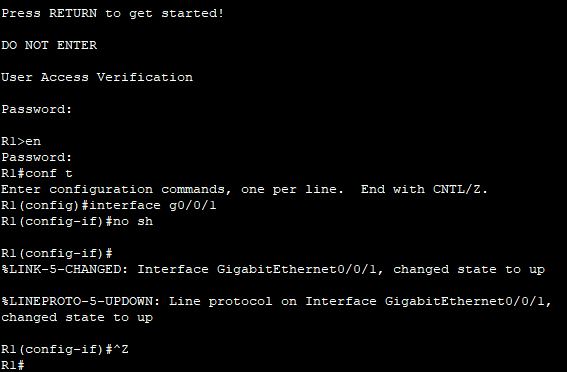 Press RETURN to get started!
DO NOT ENTER
User Access Verification
Password:
R1>en
Password:
R1#conf t
Enter configuration commands, one per line.  End with CNTL/Z.
R1(config)#interface g0/0/1
R1(config-if)#no sh
R1(config-if)#
%LINK-5-CHANGED: Interface GigabitEthernet0/0/1, changed state to up
%LINEPROTO-5-UPDOWN: Line protocol on Interface GigabitEthernet0/0/1,
changed state to up
R1(config-if)#^Z
R1#